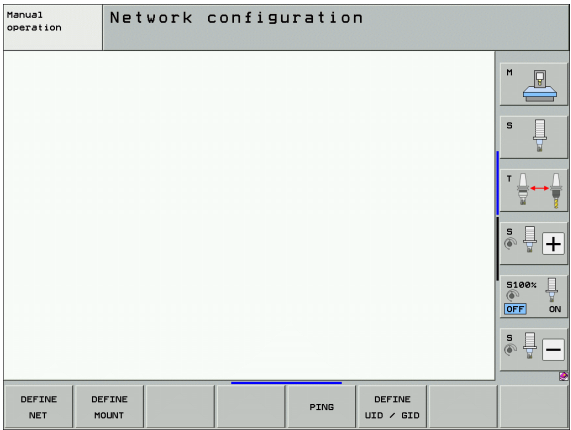 Manual
operation
Network configuration
M
S
T
S
+
S100%
OFF ON
S
−
DEFINE
NET
DEFINE
MOUNT
PING
DEFINE
UID / GID